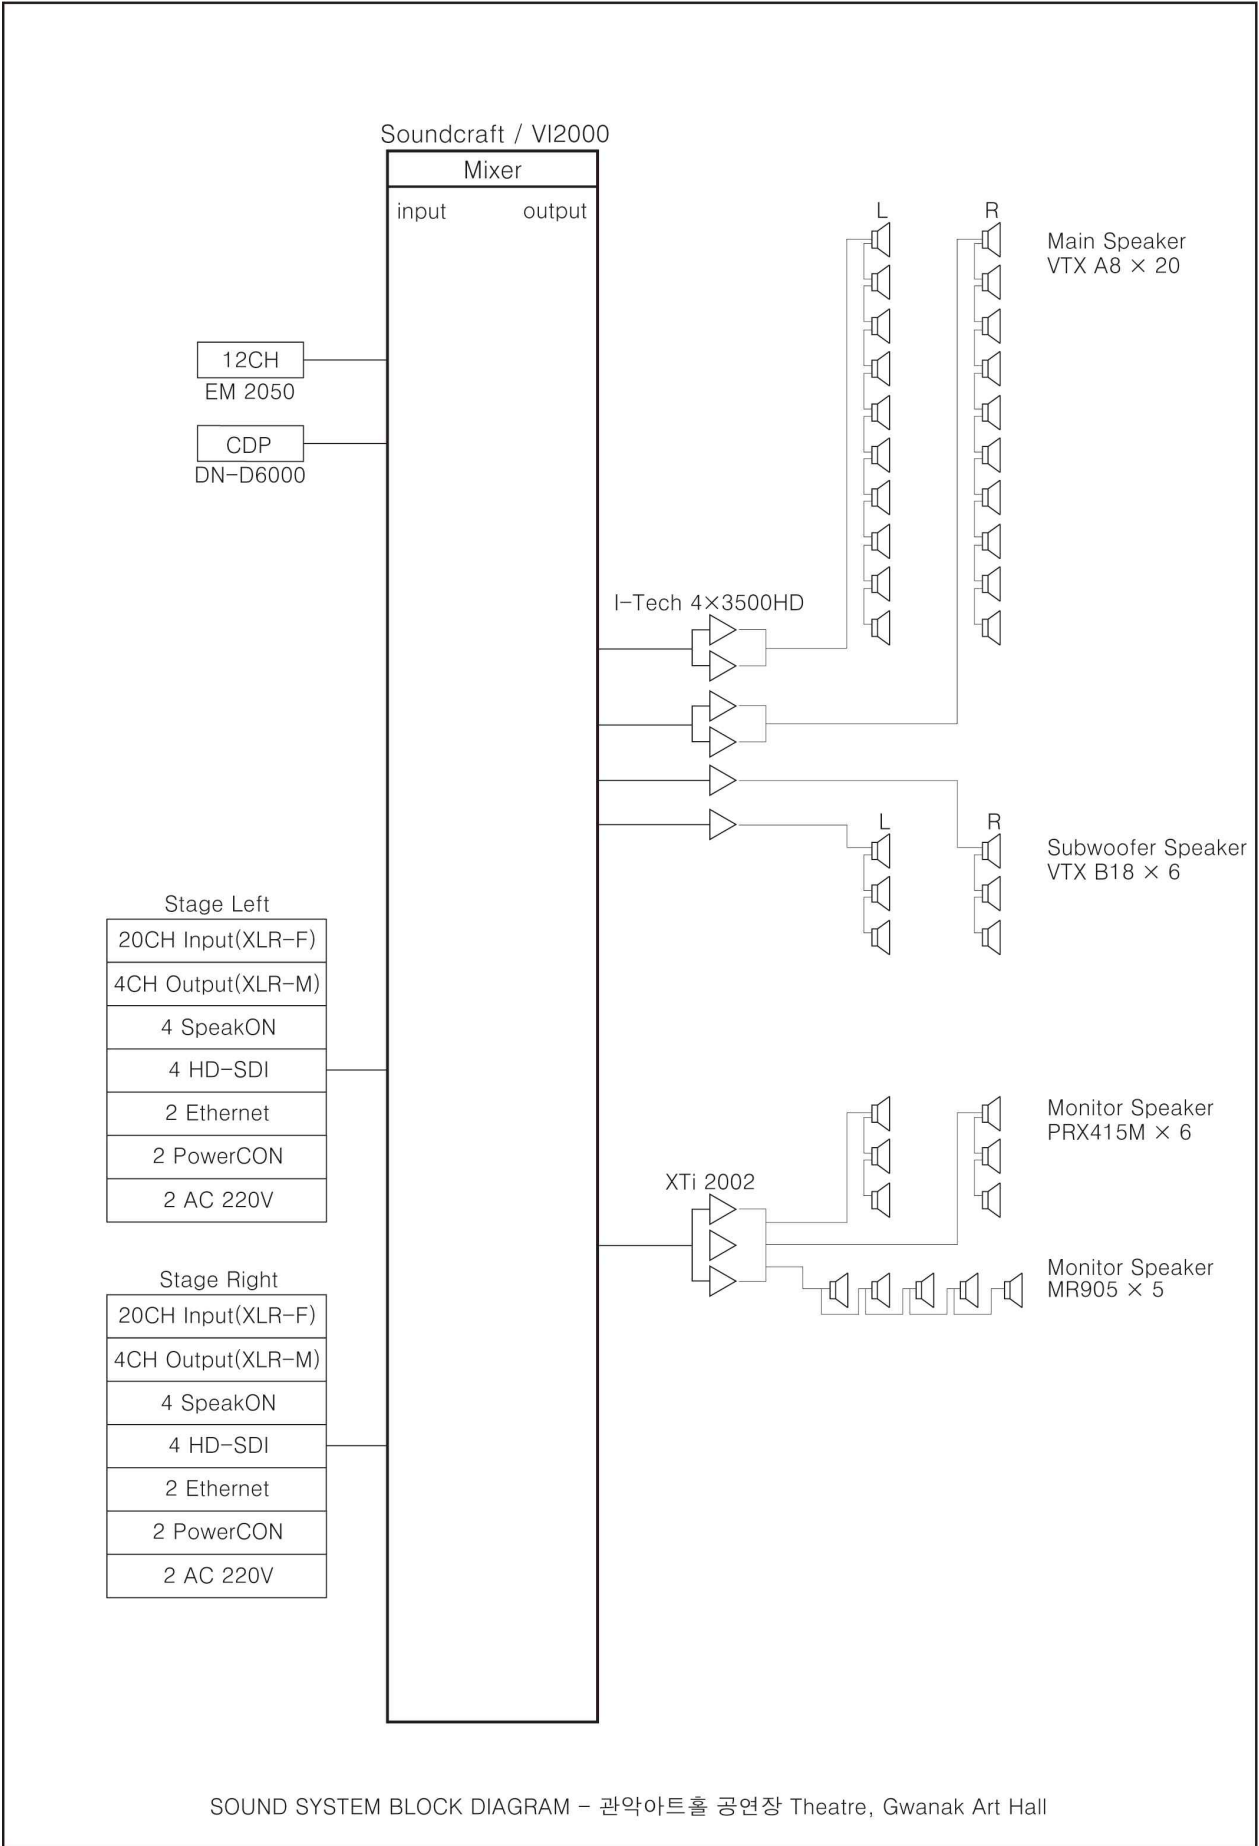 Soundcraft / VI2000
Mixer
input output
12CH
EM 2050
CDP
DN-D6000
L R
Main Speaker
VTX A8 × 20
I-Tech 4×3500HD
L R
Subwoofer Speaker
VTX B18 × 6
Stage Left
20CH Input(XLR-F)
4CH Output(XLR-M)
4 SpeakON
4 HD-SDI
2 Ethernet
2 PowerCON
2 AC 220V
Monitor Speaker
PRX415M × 6
XTi 2002
Monitor Speaker
MR905 × 5
Stage Right
20CH Input(XLR-F)
4CH Output(XLR-M)
4 SpeakON
4 HD-SDI
2 Ethernet
2 PowerCON
2 AC 220V
SOUND SYSTEM BLOCK DIAGRAM - 관악아트홀 공연장 Theatre, Gwanak Art Hall